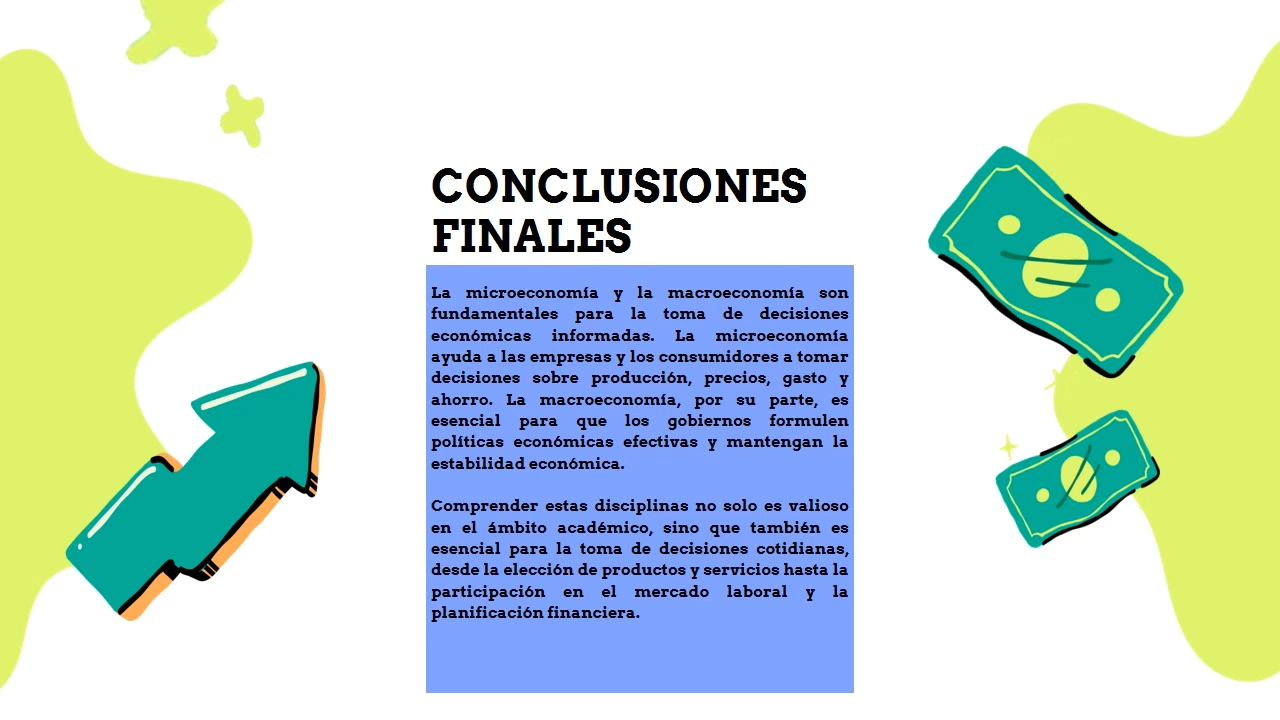 CONCLUSIONES
FINALES
La microeconomía y la macroeconomía son
fundamentales para la toma de decisiones
económicas informadas. La microeconomía
ayuda a las empresas y los consumidores a tomar
decisiones sobre producción, precios, gasto y
ahorro. La macroeconomía, por su parte, es
esencial para que los gobiernos formulen
políticas económicas efectivas y mantengan la
estabilidad económica.
Comprender estas disciplinas no solo es valioso
en el ámbito académico, sino que también es
esencial para la toma de decisiones cotidianas,
desde la elección de productos y servicios hasta la
participación en el mercado laboral y la
planificación financiera.